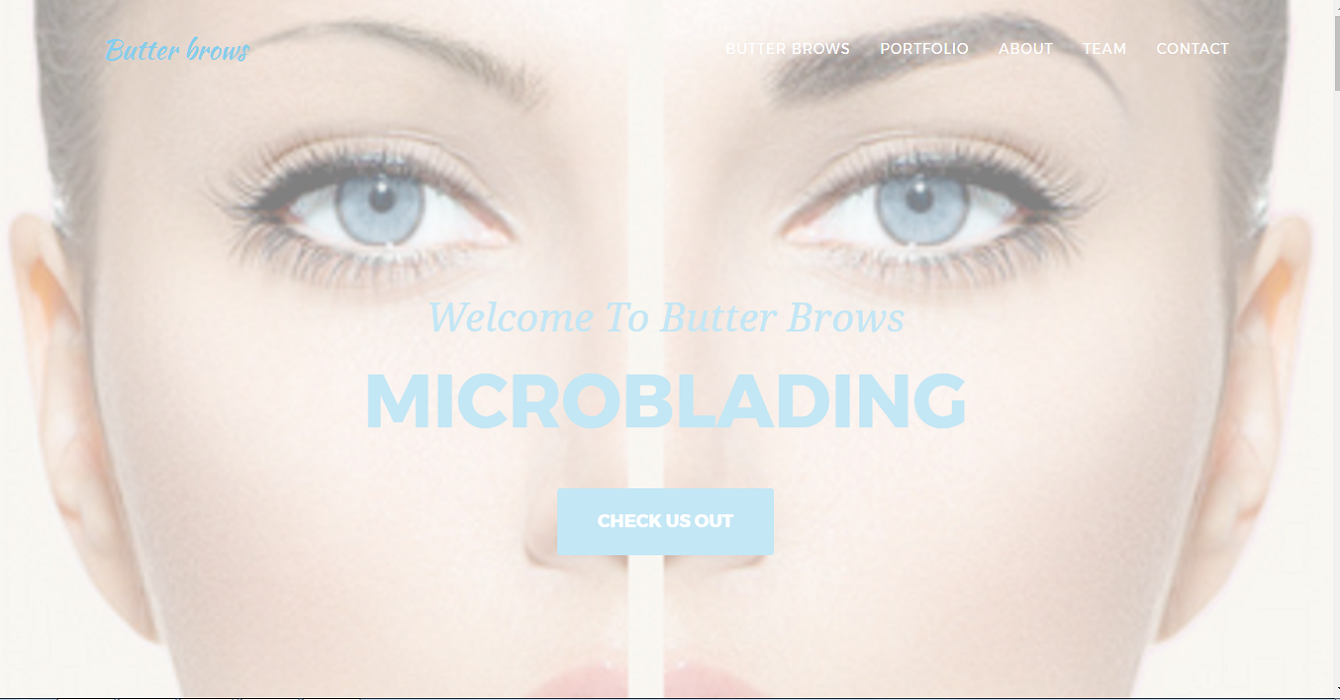 Butter brows
BUTTER BROWS PORTFOLIO ABOUT TEAM CONTACT
Welcome To Butter Brows
MICROBLADING
CHECK US OUT